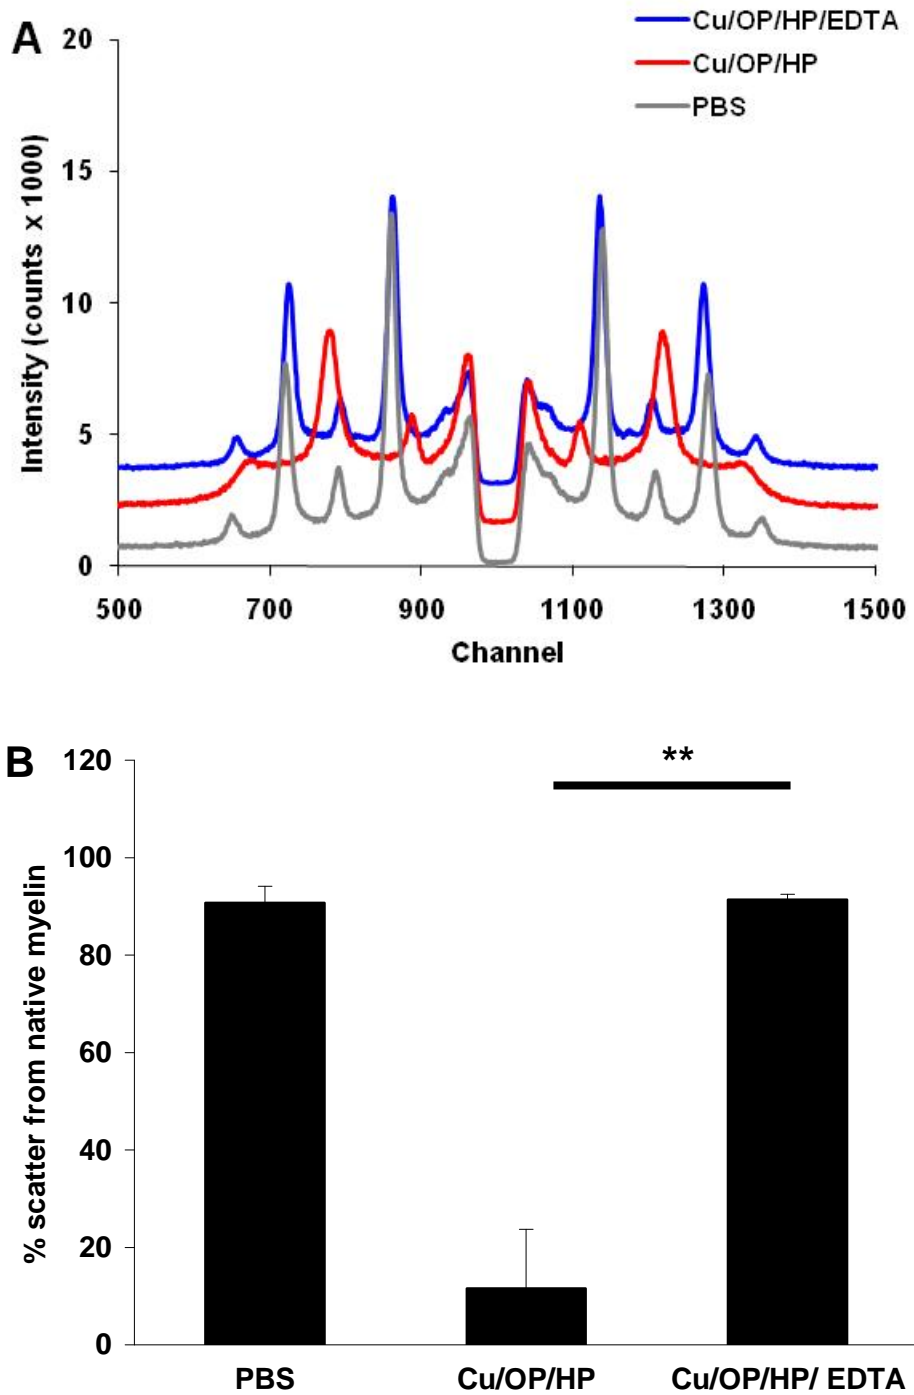 A
Cu/OP/HP/EDTA
Cu/OP/HP
PBS
Intensity (counts x 1000)
20
15
10
5
0
500 700 900 1100 1300 1500
Channel
B
**
% scatter from native myelin
120
100
80
60
40
20
0
PBS Cu/OP/HP Cu/OP/HP/ EDTA